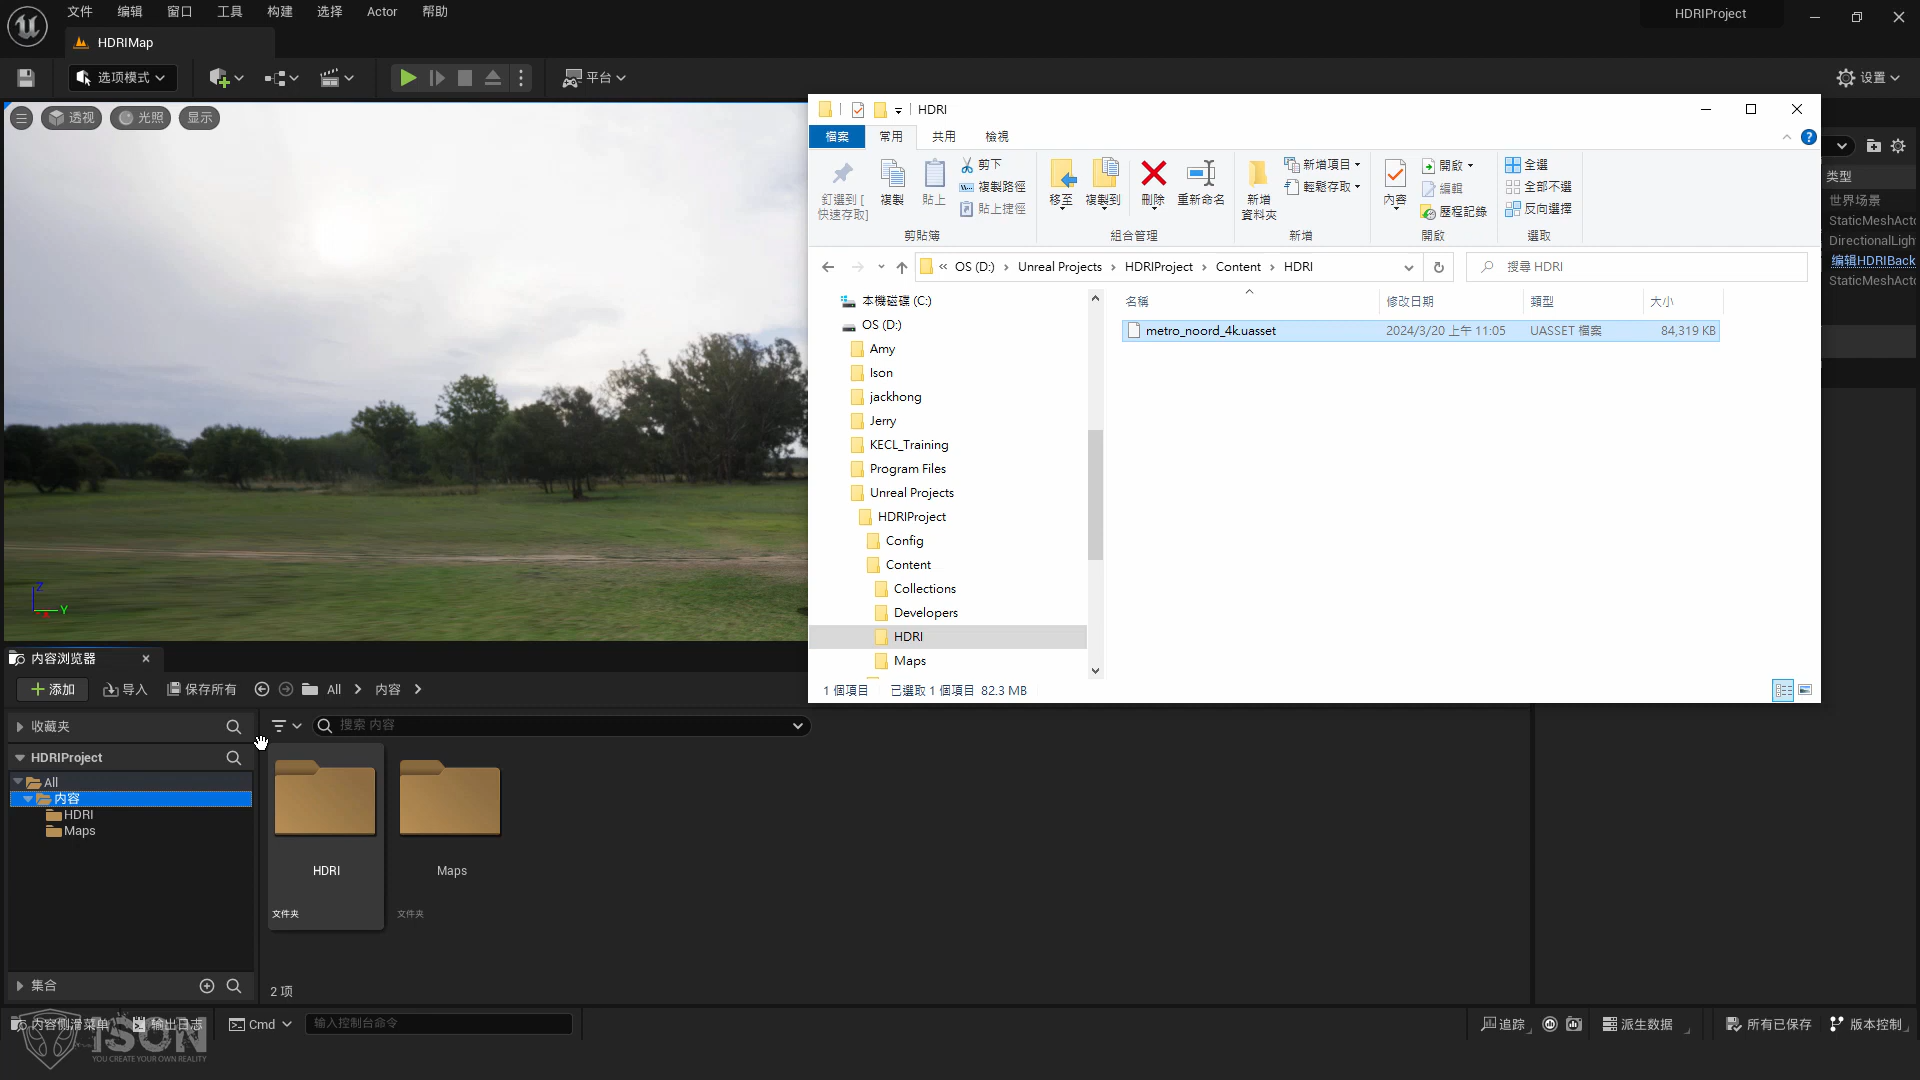 文件 编辑 窗口 工具 构建 选择 Actor 帮助
HDRIProject
HDRIMap
选项模式
平台
设置
透视 光照 显示
HDRI
檔案 常用 共用 檢視
釘選到 [
快速存取]
複製
貼上
剪下
複製路徑
貼上捷徑
剪貼簿
移至
複製到
刪除
重新命名
組合管理
新增
資料夾
新增項目
輕鬆存取
新增
內容
開啟
編輯
歷程記錄
開啟
全選
全部不選
反向選擇
選取
« OS (D:) › Unreal Projects › HDRIProject › Content › HDRI
搜尋 HDRI
本機磁碟 (C:)
OS (D:)
Amy
Ison
jackhong
Jerry
KECL_Training
Program Files
Unreal Projects
HDRIProject
Config
Content
Collections
Developers
HDRI
Maps
名稱 修改日期 類型 大小
metro_noord_4k.uasset 2024/3/20 上午 11:05 UASSET 檔案 84,319 KB
1 個項目 已選取 1 個項目 82.3 MB
类型
世界场景
StaticMeshActo
DirectionalLigh
编辑HDRIBack
StaticMeshActo
内容浏览器
添加 导入 保存所有 All 内容
收藏夹
搜索 内容
HDRIProject
All
内容
HDRI
Maps
HDRI
文件夹
Maps
文件夹
集合
2 项
内容侧滑菜单 输出日志 Cmd 输入控制台命令
追踪 派生数据 所有已保存 版本控制
ISON
YOU CREATE YOUR OWN REALITY